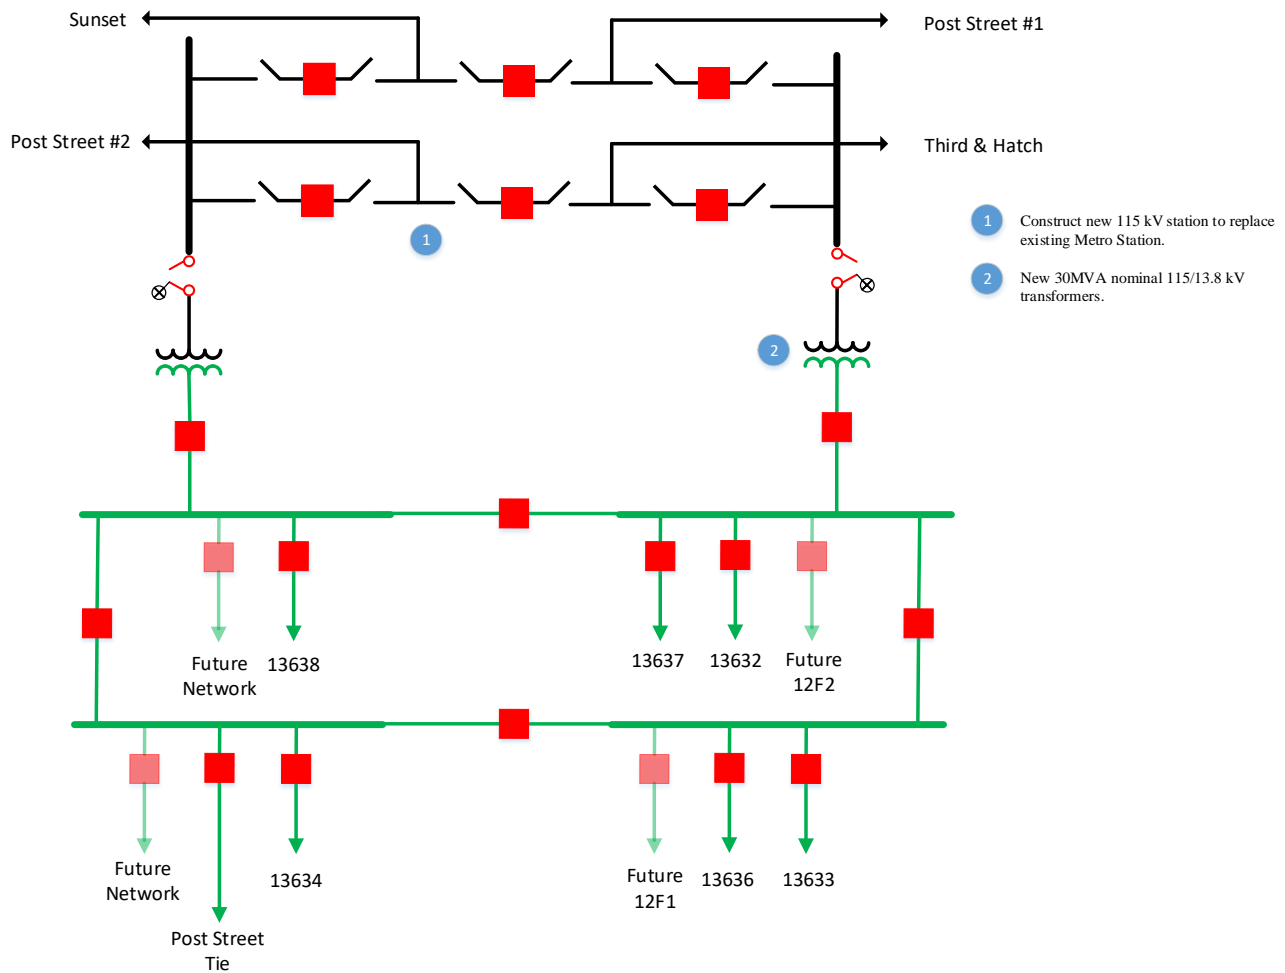 Sunset
Post Street #1
Post Street #2
Third & Hatch
1
1
Construct new 115 kV station to replace
existing Metro Station.
2
New 30MVA nominal 115/13.8 kV
transformers.
2
Future
Network
13638
13637
13632
Future
12F2
Future
Network
Post Street
Tie
13634
Future
12F1
13636
13633